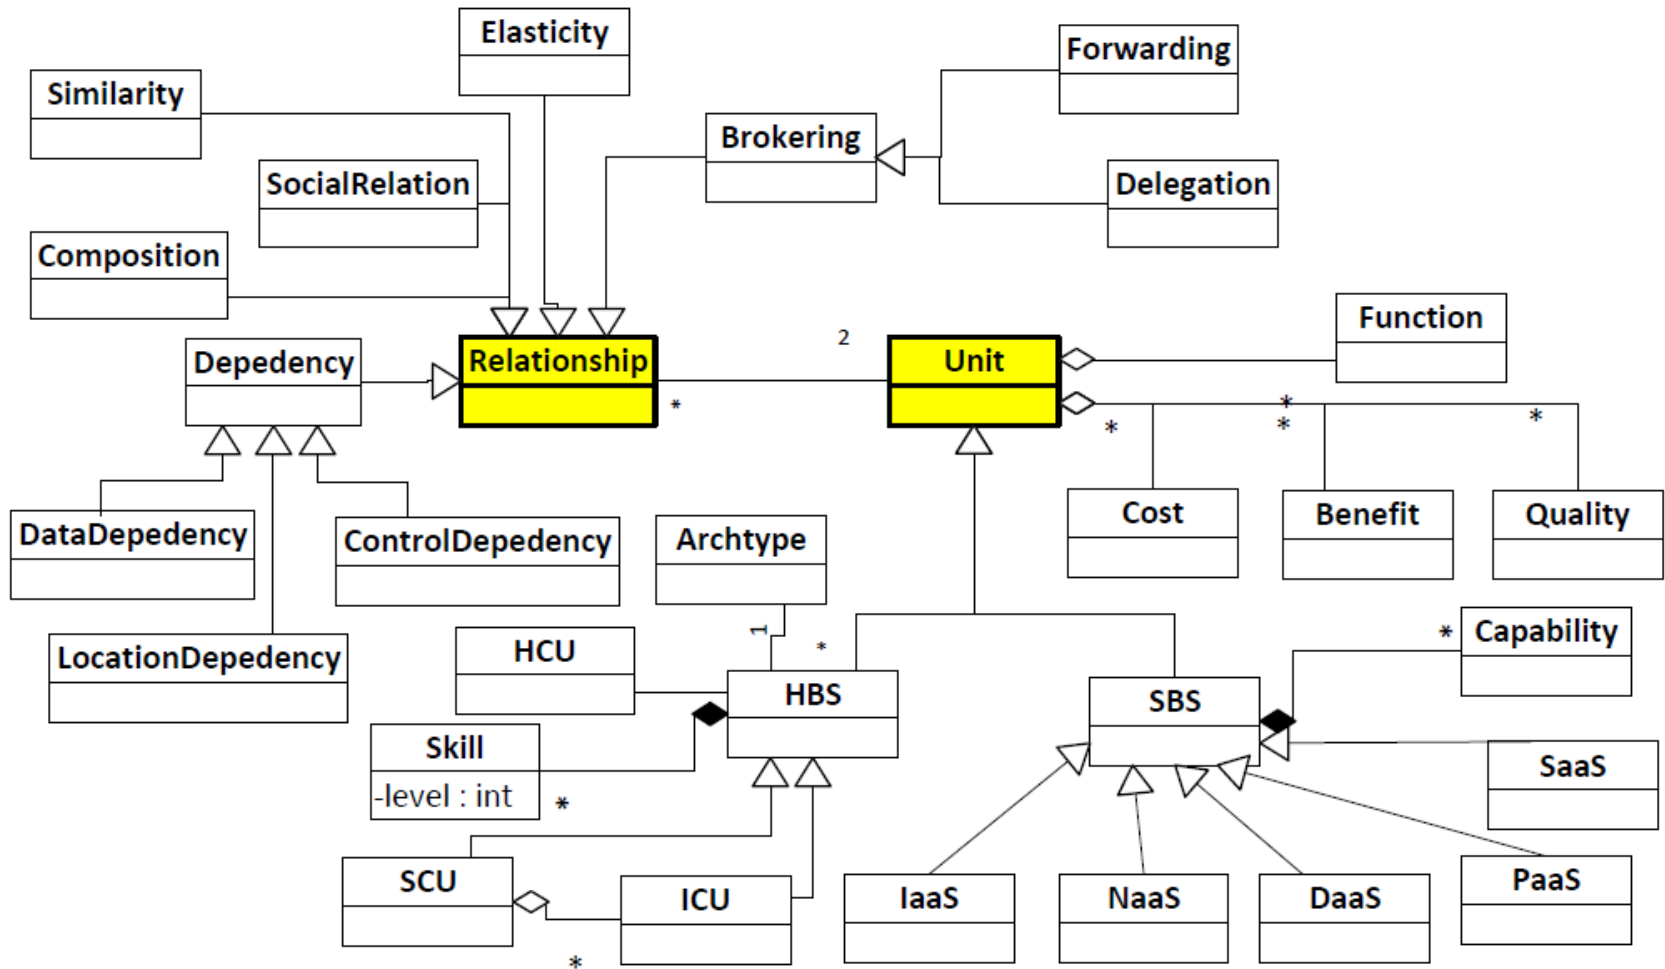 Elasticity
Forwarding
Similarity
Brokering
SocialRelation
Delegation
Composition
Function
2
Depedency
Relationship
Unit
*
*
*
*
*
DataDepedency
ControlDepedency
Archtype
Cost
Benefit
Quality
1
*
LocationDepedency
HCU
HBS
SBS
*
Capability
Skill
-level : int
*
SaaS
SCU
ICU
IaaS
NaaS
DaaS
PaaS
*